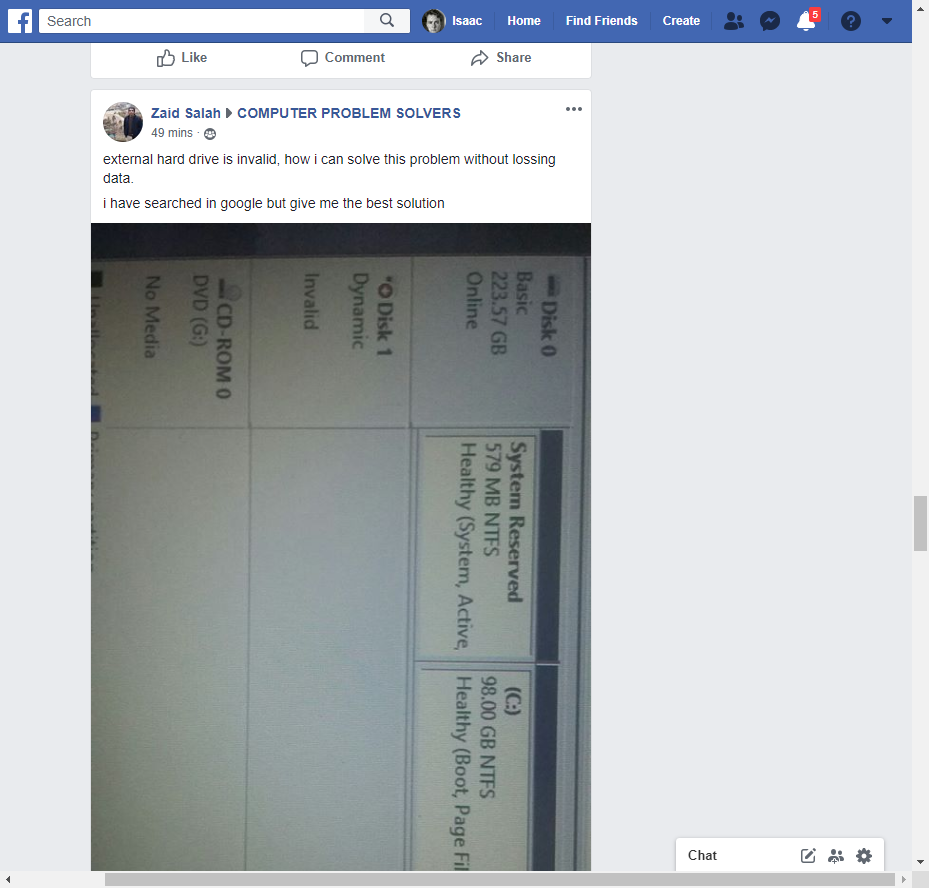 Search
Isaac
Home
Find Friends
Create
5
Like
Comment
Share
Zaid Salah COMPUTER PROBLEM SOLVERS
49 mins ·
external hard drive is invalid, how i can solve this problem without lossing
data.
i have searched in google but give me the best solution
Disk 0
Basic
223.57 GB
Online
System Reserved
579 MB NTFS
Healthy (System, Active,
(C:)
98.00 GB NTFS
Healthy (Boot, Page Fil
Disk 1
Dynamic
Invalid
CD-ROM 0
DVD (G:)
No Media
Chat